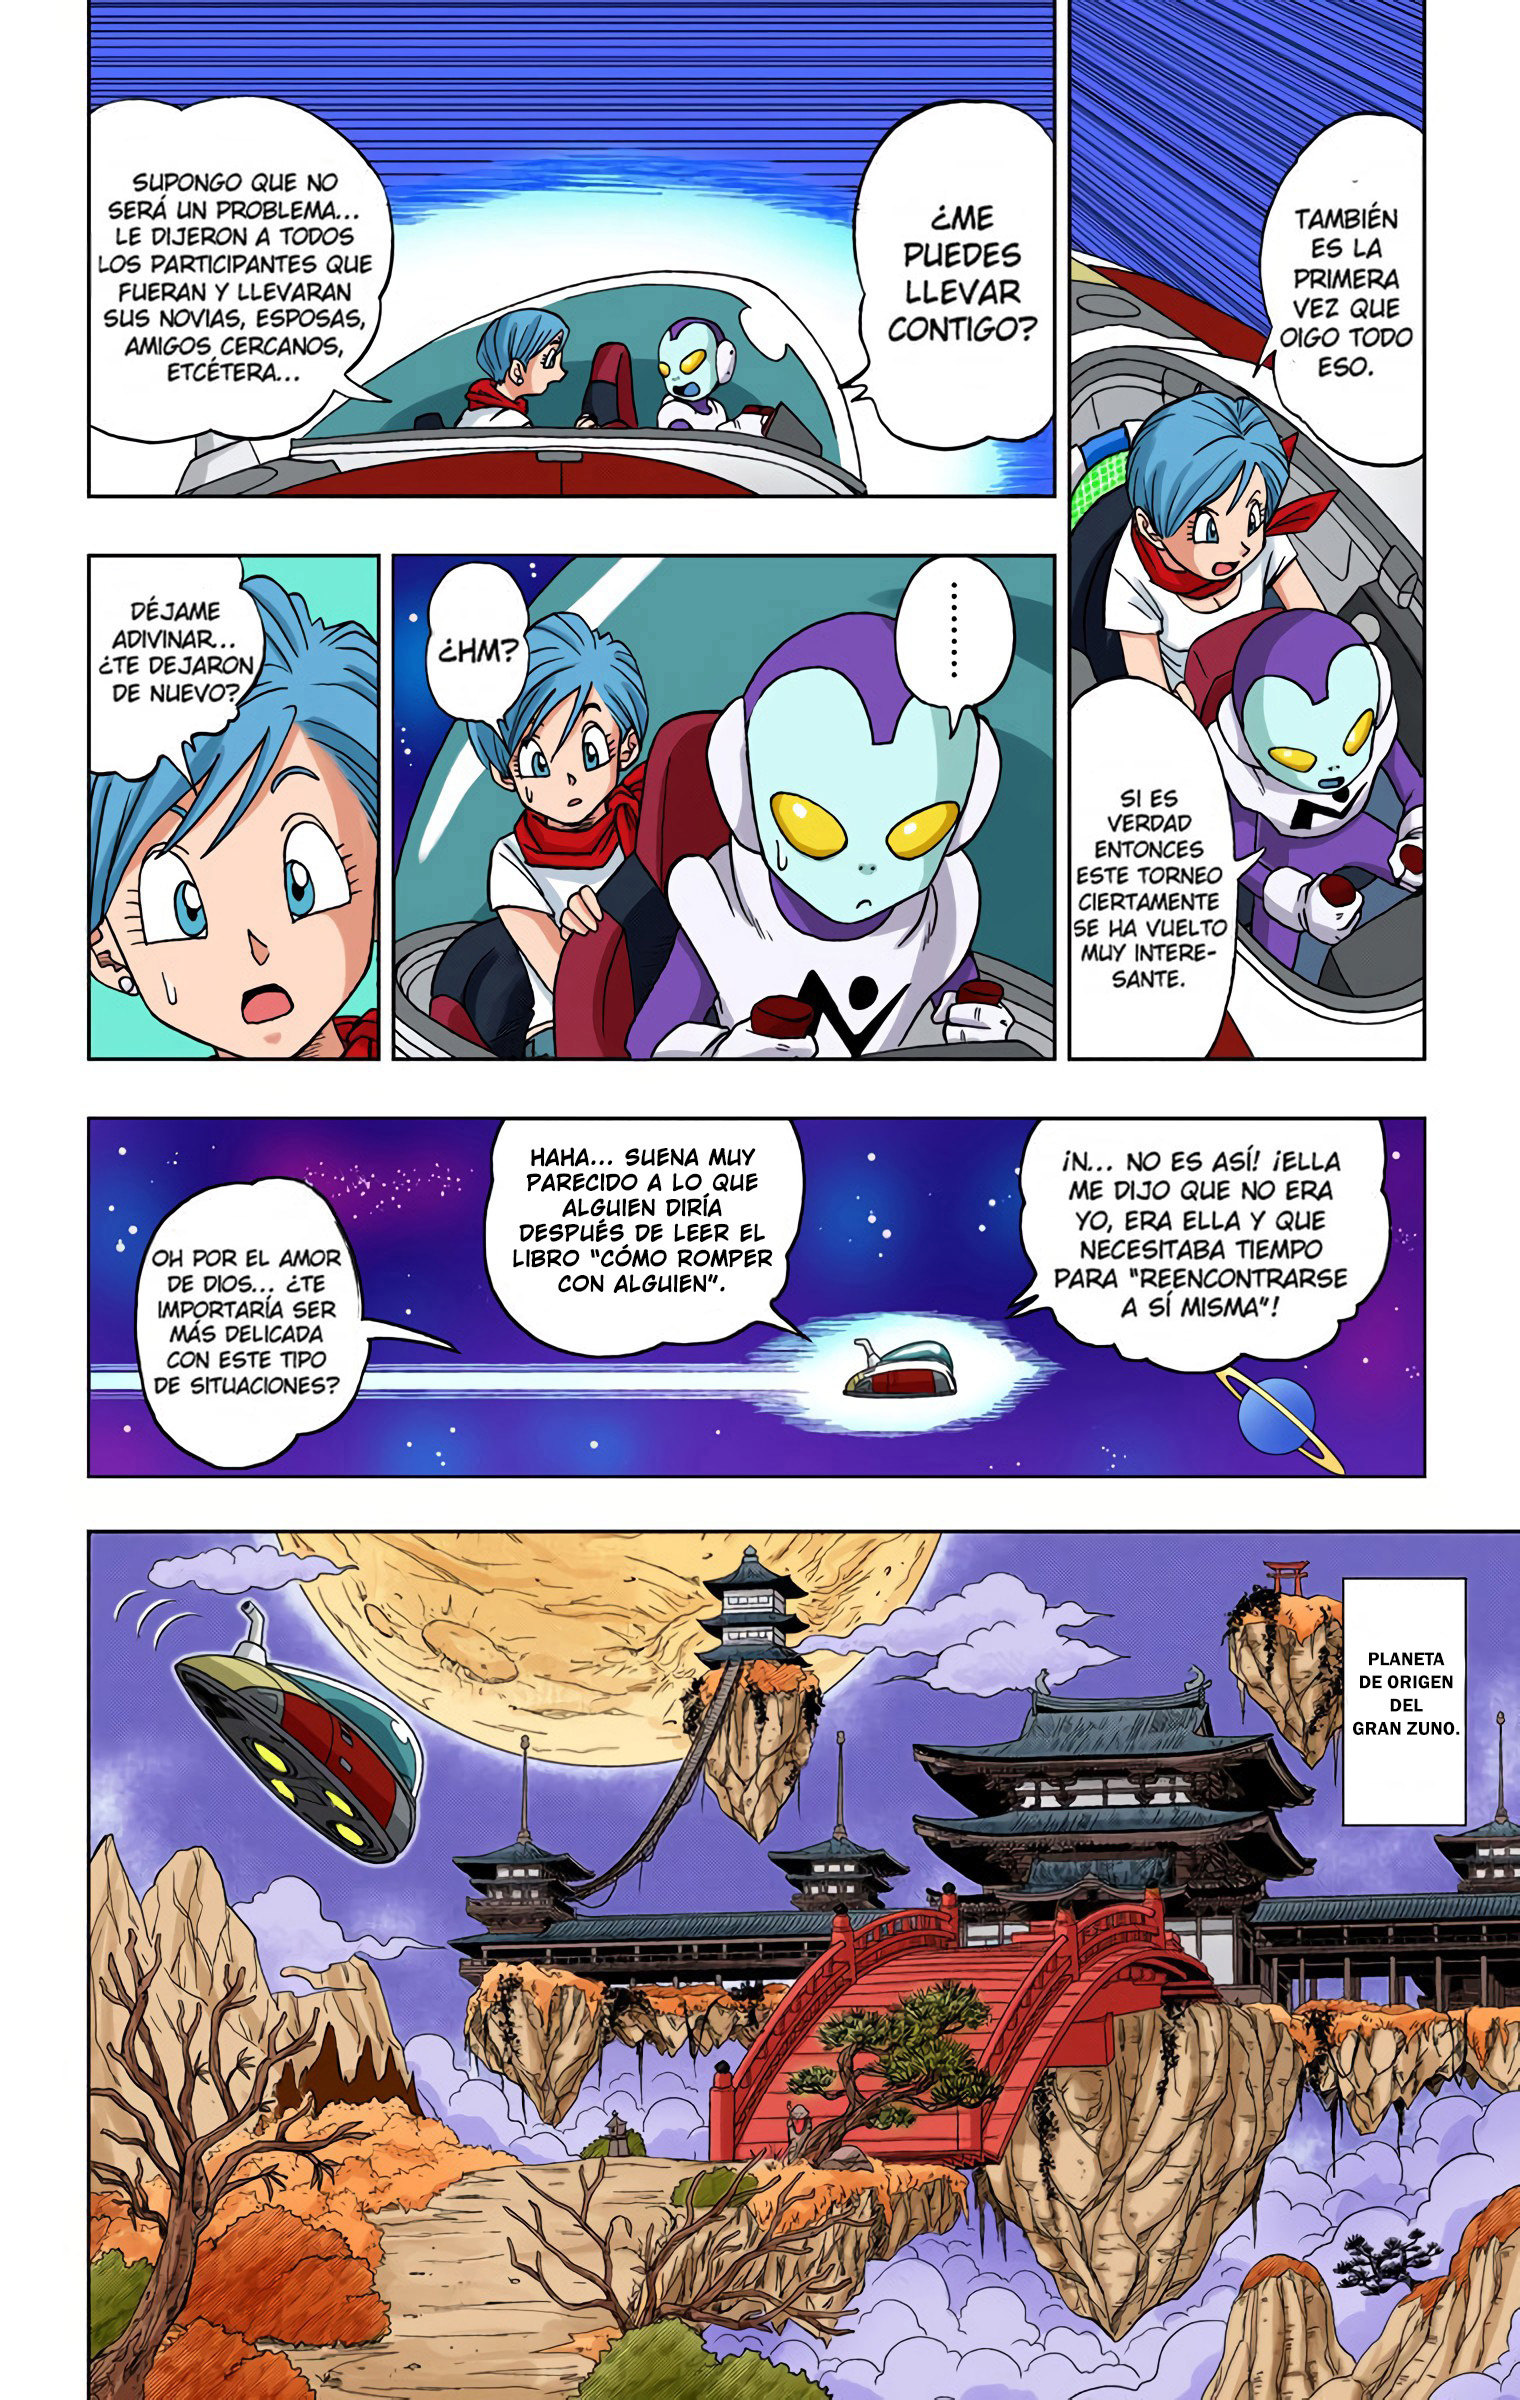 TAMBIÉN
ES LA
PRIMERA
VEZ QUE
OIGO TODO
ESO.
SI ES
VERDAD
ENTONCES
ESTE TORNEO
CIERTAMENTE
SE HA VUELTO
MUY INTERE-
SANTE.
¿ME
PUEDES
LLEVAR
CONTIGO?
SUPONGO QUE NO
SERÁ UN PROBLEMA...
LE DIJERON A TODOS
LOS PARTICIPANTES QUE
FUERAN Y LLEVARAN
SUS NOVIAS, ESPOSAS,
AMIGOS CERCANOS,
ETCÉTERA...
.........
¿HM?
DÉJAME
ADIVINAR...
¿TE DEJARON
DE NUEVO?
¡N... NO ES ASÍ! ¡ELLA
ME DIJO QUE NO ERA
YO, ERA ELLA Y QUE
NECESITABA TIEMPO
PARA “REENCONTRARSE
A SÍ MISMA”!
HAHA... SUENA MUY
PARECIDO A LO QUE
ALGUIEN DIRÍA
DESPUÉS DE LEER EL
LIBRO “CÓMO ROMPER
CON ALGUIEN”.
OH POR EL AMOR
DE DIOS... ¿TE
IMPORTARÍA SER
MÁS DELICADA
CON ESTE TIPO
DE SITUACIONES?
PLANETA
DE ORIGEN
DEL
GRAN ZUNO.